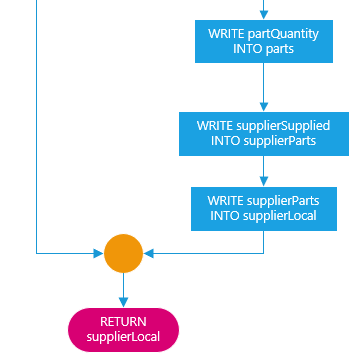 WRITE partQuantity
INTO parts
WRITE supplierSupplied
INTO supplierParts
WRITE supplierParts
INTO supplierLocal
RETURN
supplierLocal